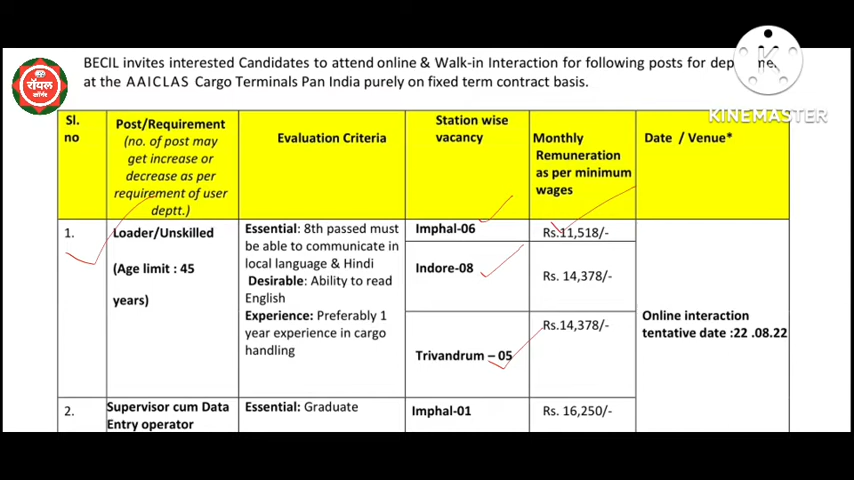 BECIL invites interested Candidates to attend online & Walk-in Interaction for following posts for
at the AAICLAS Cargo Terminals Pan India purely on fixed term contract basis.
रॉयल
कॉर्नर
K
KINEMASTER
Sl.
no
Post/Requirement
(no. of post may
get increase or
decrease as per
requirement of user
deptt.)
Evaluation Criteria
Station wise
vacancy
Monthly
Remuneration
as per minimum
wages
Date / Venue*
1.
Loader/Unskilled
(Age limit : 45
years)
Essential: 8th passed must
be able to communicate in
local language & Hindi
Desirable: Ability to read
English
Experience: Preferably 1
year experience in cargo
handling
Imphal-06
Rs.11,518/-
Indore-08
Rs. 14,378/-
Trivandrum – 05
Rs.14,378/-
Online interaction
tentative date :22 .08.22
2.
Supervisor cum Data
Entry operator
Essential: Graduate
Imphal-01
Rs. 16,250/-